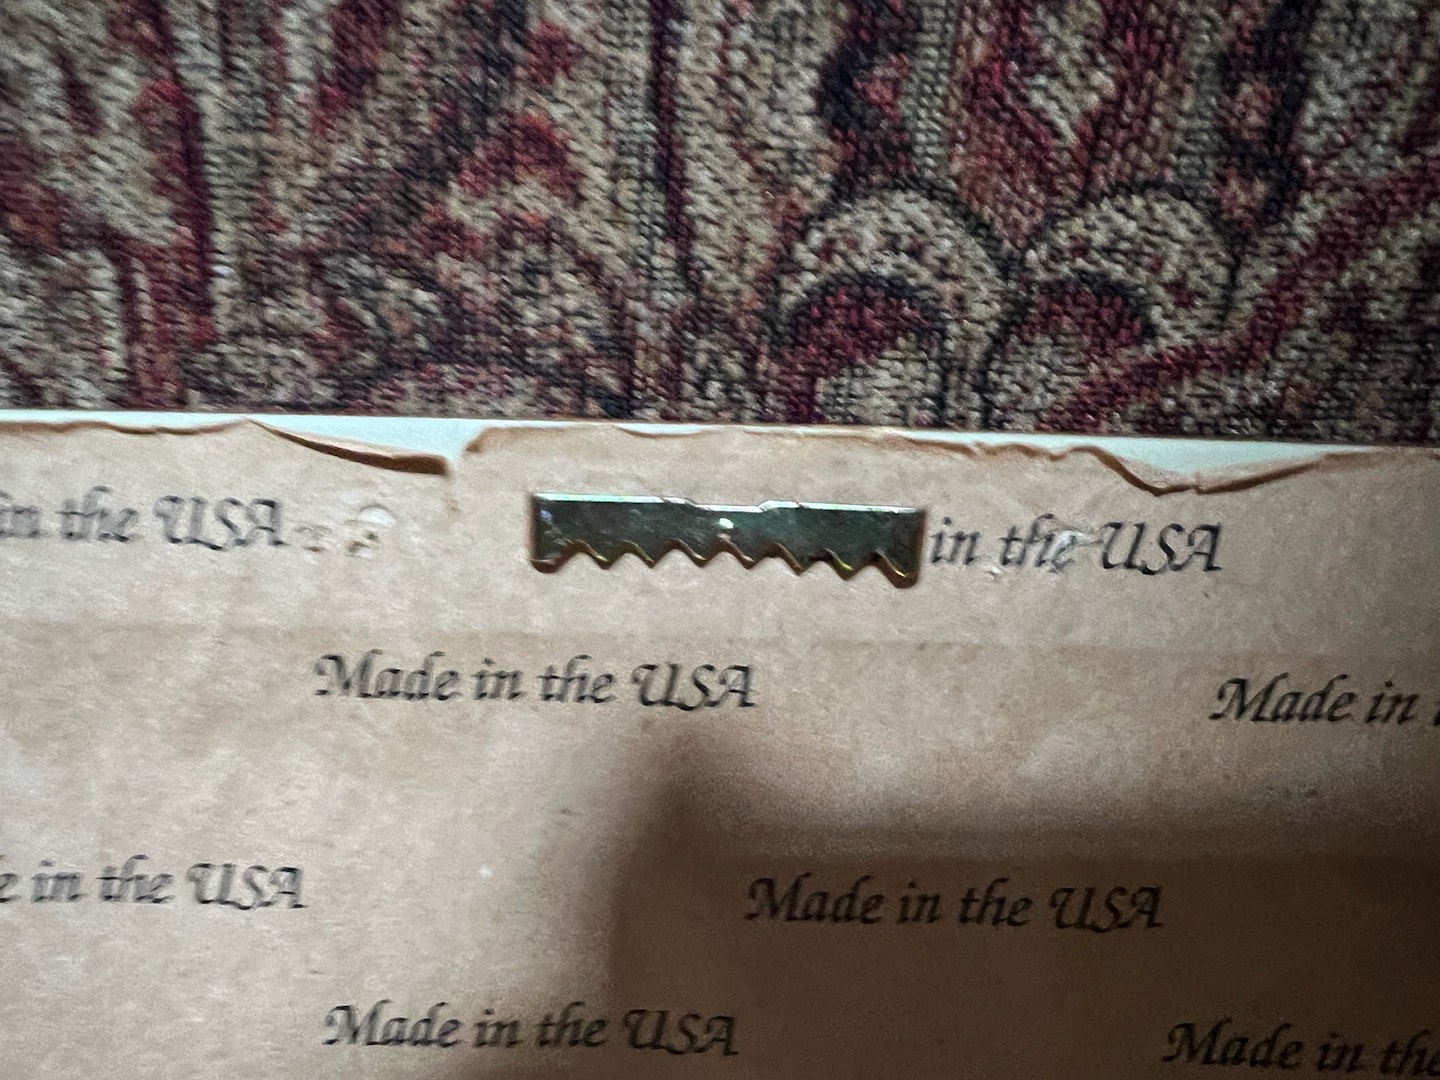 in the USA in the USA
Made in the USA Made in
in the USA Made in the USA
Made in the USA Made in the